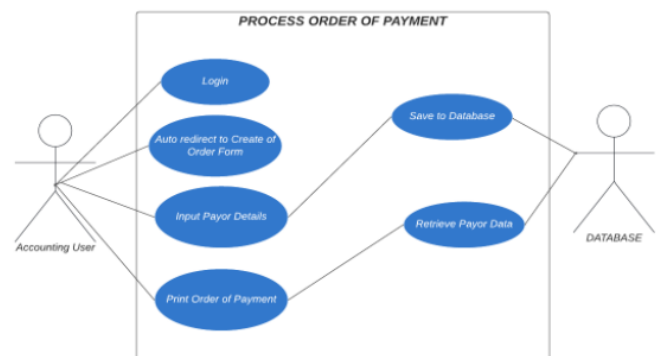 PROCESS ORDER OF PAYMENT
Login
Save to Database
Auto redirect to Create of
Order Form
Input Payor Details
Retrieve Payor Data
Accounting User
DATABASE
Print Order of Payment